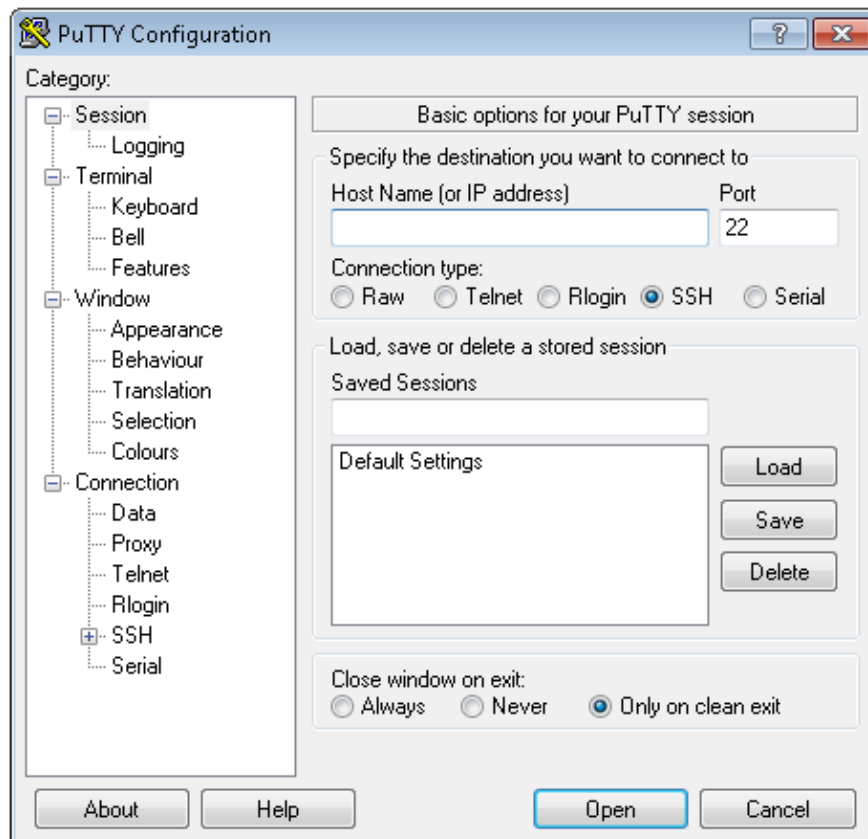 PuTTY Configuration
Category:
Session
Logging
Terminal
Keyboard
Bell
Features
Window
Appearance
Behaviour
Translation
Selection
Colours
Connection
Data
Proxy
Telnet
Rlogin
SSH
Serial
Basic options for your PuTTY session
Specify the destination you want to connect to
Host Name (or IP address) Port
22
Connection type:
Raw Telnet Rlogin SSH Serial
Load, save or delete a stored session
Saved Sessions
Default Settings
Load
Save
Delete
Close window on exit:
Always Never Only on clean exit
About Help Open Cancel